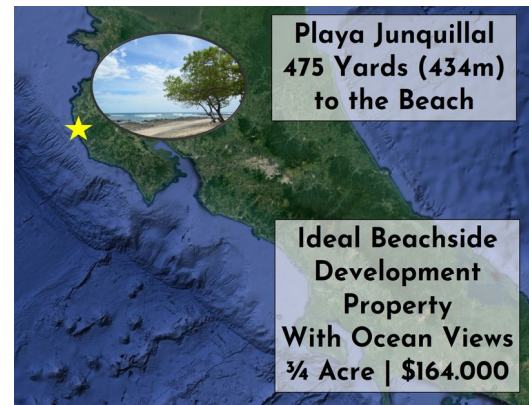 Playa Junquillal
475 Yards (434m)
to the Beach
Ideal Beachside
Development
Property
With Ocean Views
¾ Acre | $164.000